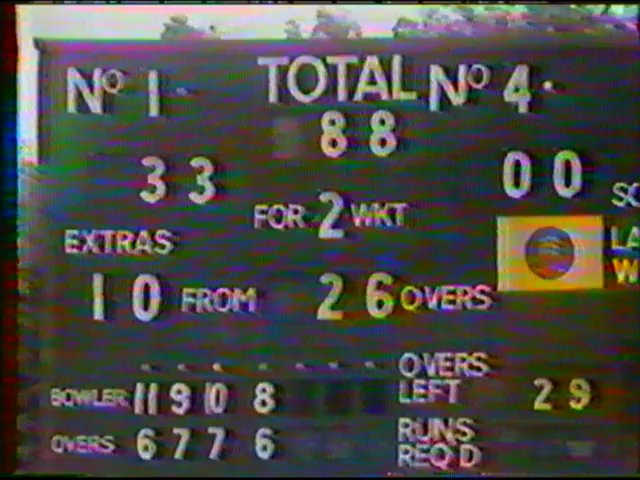 Nº 1 TOTAL Nº 4
88
33 00
FOR 2 WKT
EXTRAS
10 FROM 26 OVERS
OVERS
LEFT 29
BOWLER 11 9 10 8
OVERS 6 7 7 6
RUNS
REQ'D